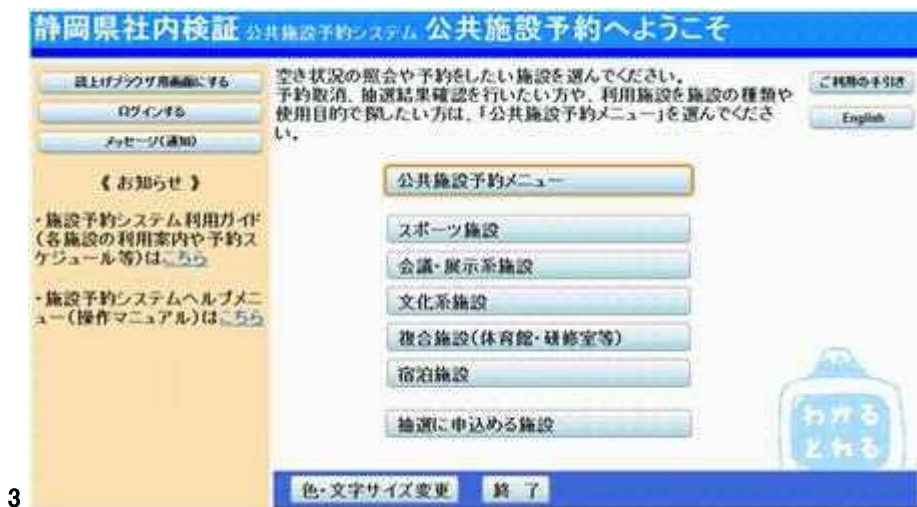 静岡県社内検証 公共施設予約システム 公共施設予約へようこそ
読上げブラウザ用画面にする
ログインする
メッセージ(通知)
《 お知らせ 》
・施設予約システム利用ガイド
(各施設の利用案内や予約ス
ケジュール等)はこちら
・施設予約システムヘルプメニ
ュー(操作マニュアル)はこちら
空き状況の照会や予約をしたい施設を選んでください。
予約取消、抽選結果確認を行いたい方や、利用施設を施設の種類や
使用目的で探したい方は、「公共施設予約メニュー」を選んでくださ
い。
ご利用の手引き
English
公共施設予約メニュー
スポーツ施設
会議・展示系施設
文化系施設
複合施設(体育館・研修室等)
宿泊施設
抽選に申込める施設
わかる
とれる
色・文字サイズ変更
終 了
3